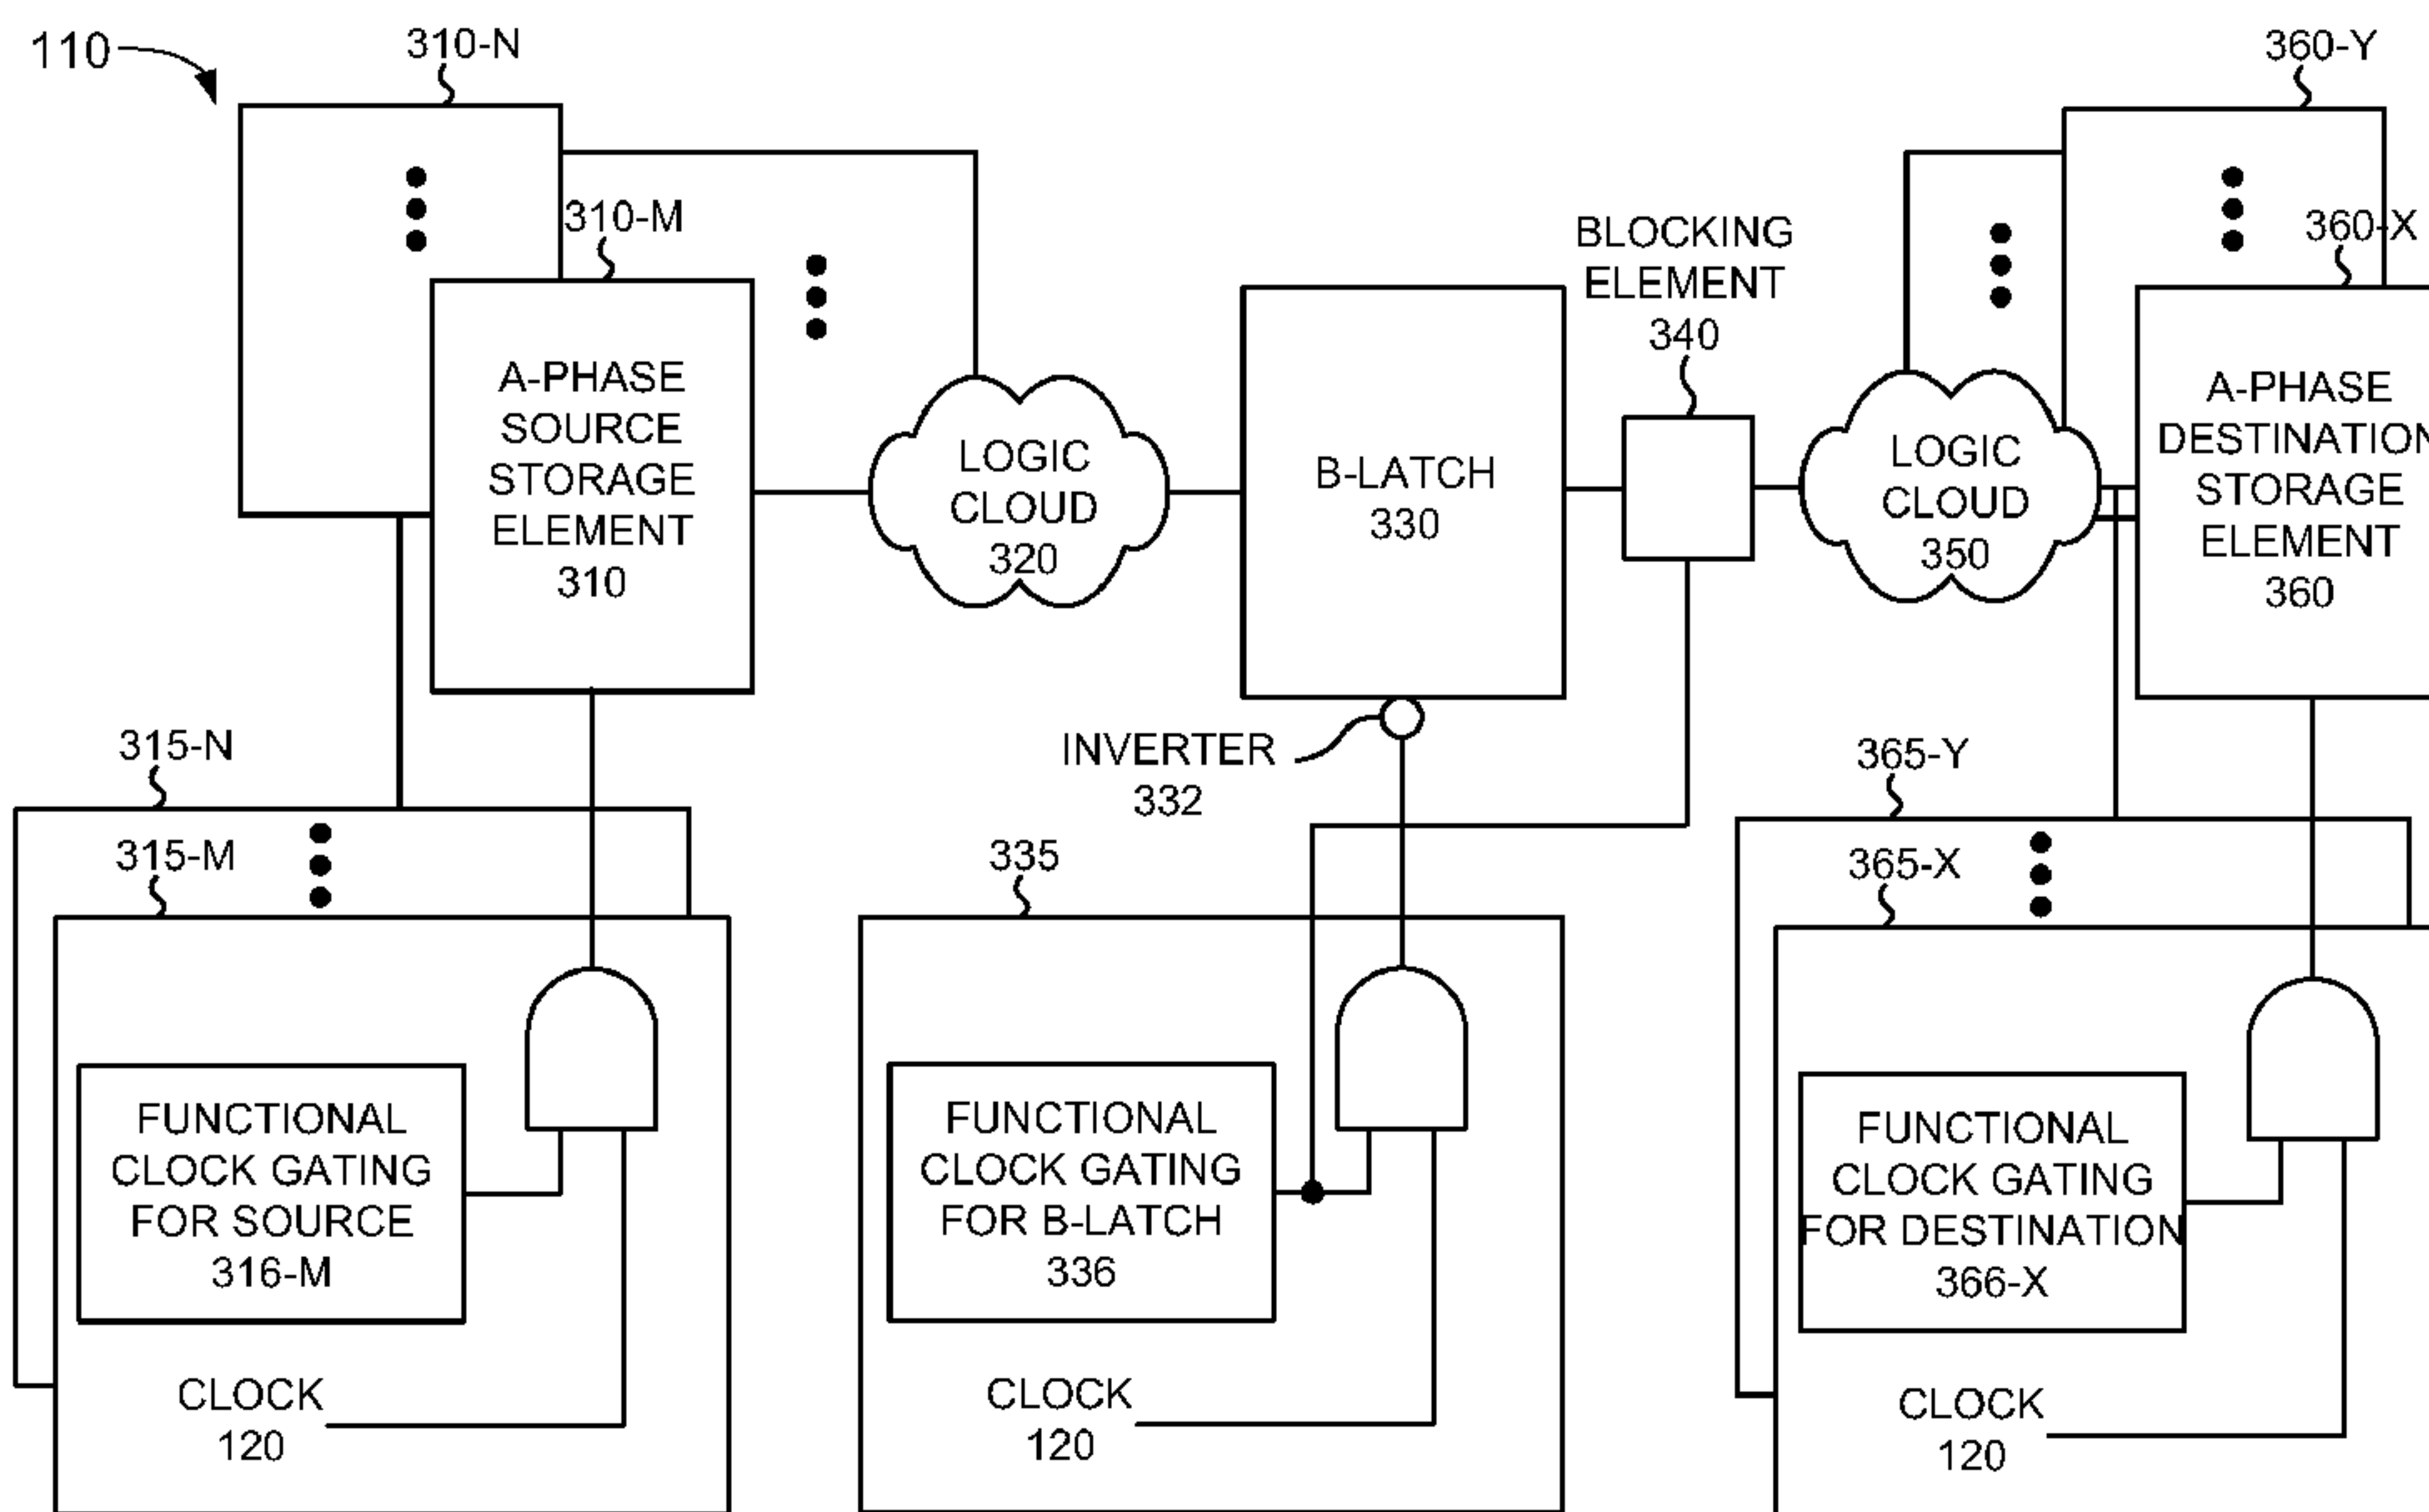 110
310-N
360-Y
310-M
360-X
BLOCKING
ELEMENT
340
A-PHASE
SOURCE
STORAGE
ELEMENT
310
LOGIC
CLOUD
320
B-LATCH
330
LOGIC
CLOUD
350
A-PHASE
DESTINATION
STORAGE
ELEMENT
360
INVERTER
332
315-N
315-M
335
365-Y
365-X
FUNCTIONAL
CLOCK GATING
FOR SOURCE
316-M
CLOCK
120
FUNCTIONAL
CLOCK GATING
FOR B-LATCH
336
CLOCK
120
FUNCTIONAL
CLOCK GATING
FOR DESTINATION
366-X
CLOCK
120